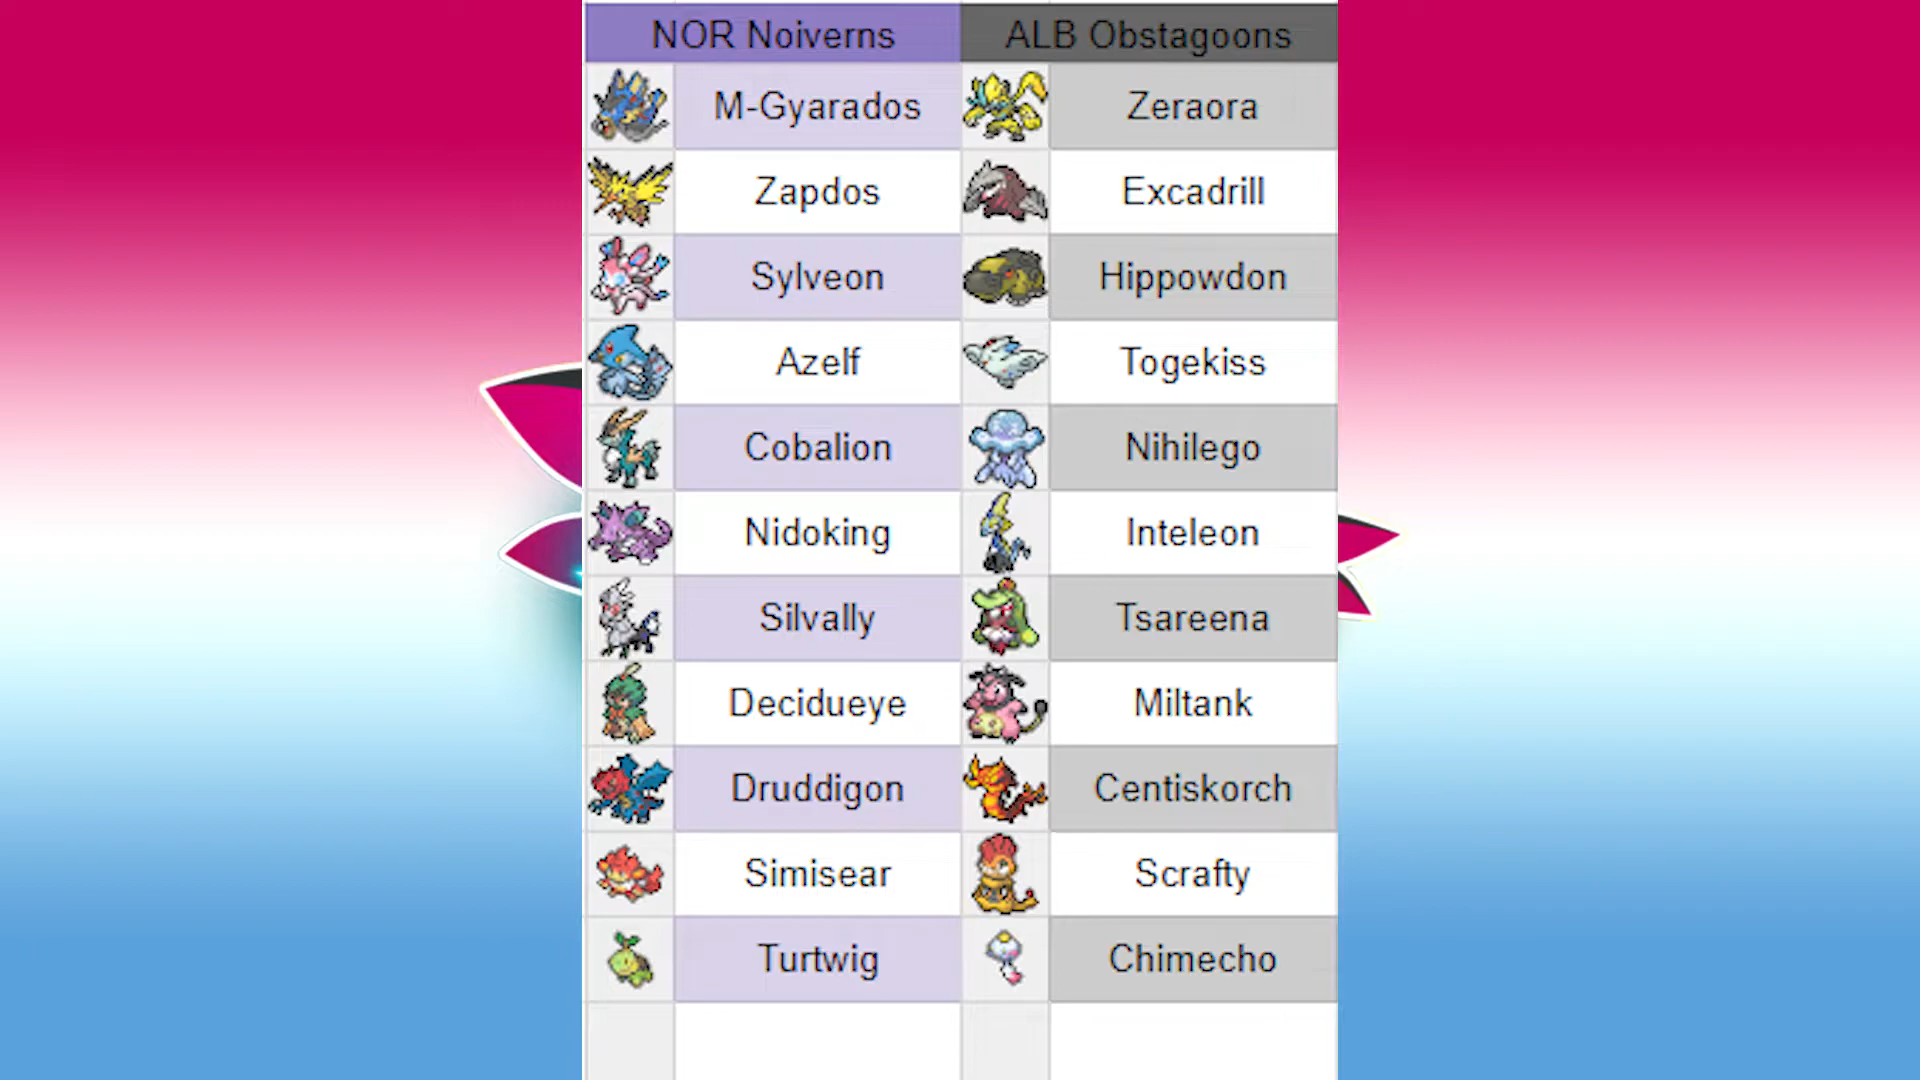 NOR Noiverns ALB Obstagoons
M-Gyarados Zeraora
Zapdos Excadrill
Sylveon Hippowdon
Azelf Togekiss
Cobalion Nihilego
Nidoking Inteleon
Silvally Tsareena
Decidueye Miltank
Druddigon Centiskorch
Simisear Scrafty
Turtwig Chimecho